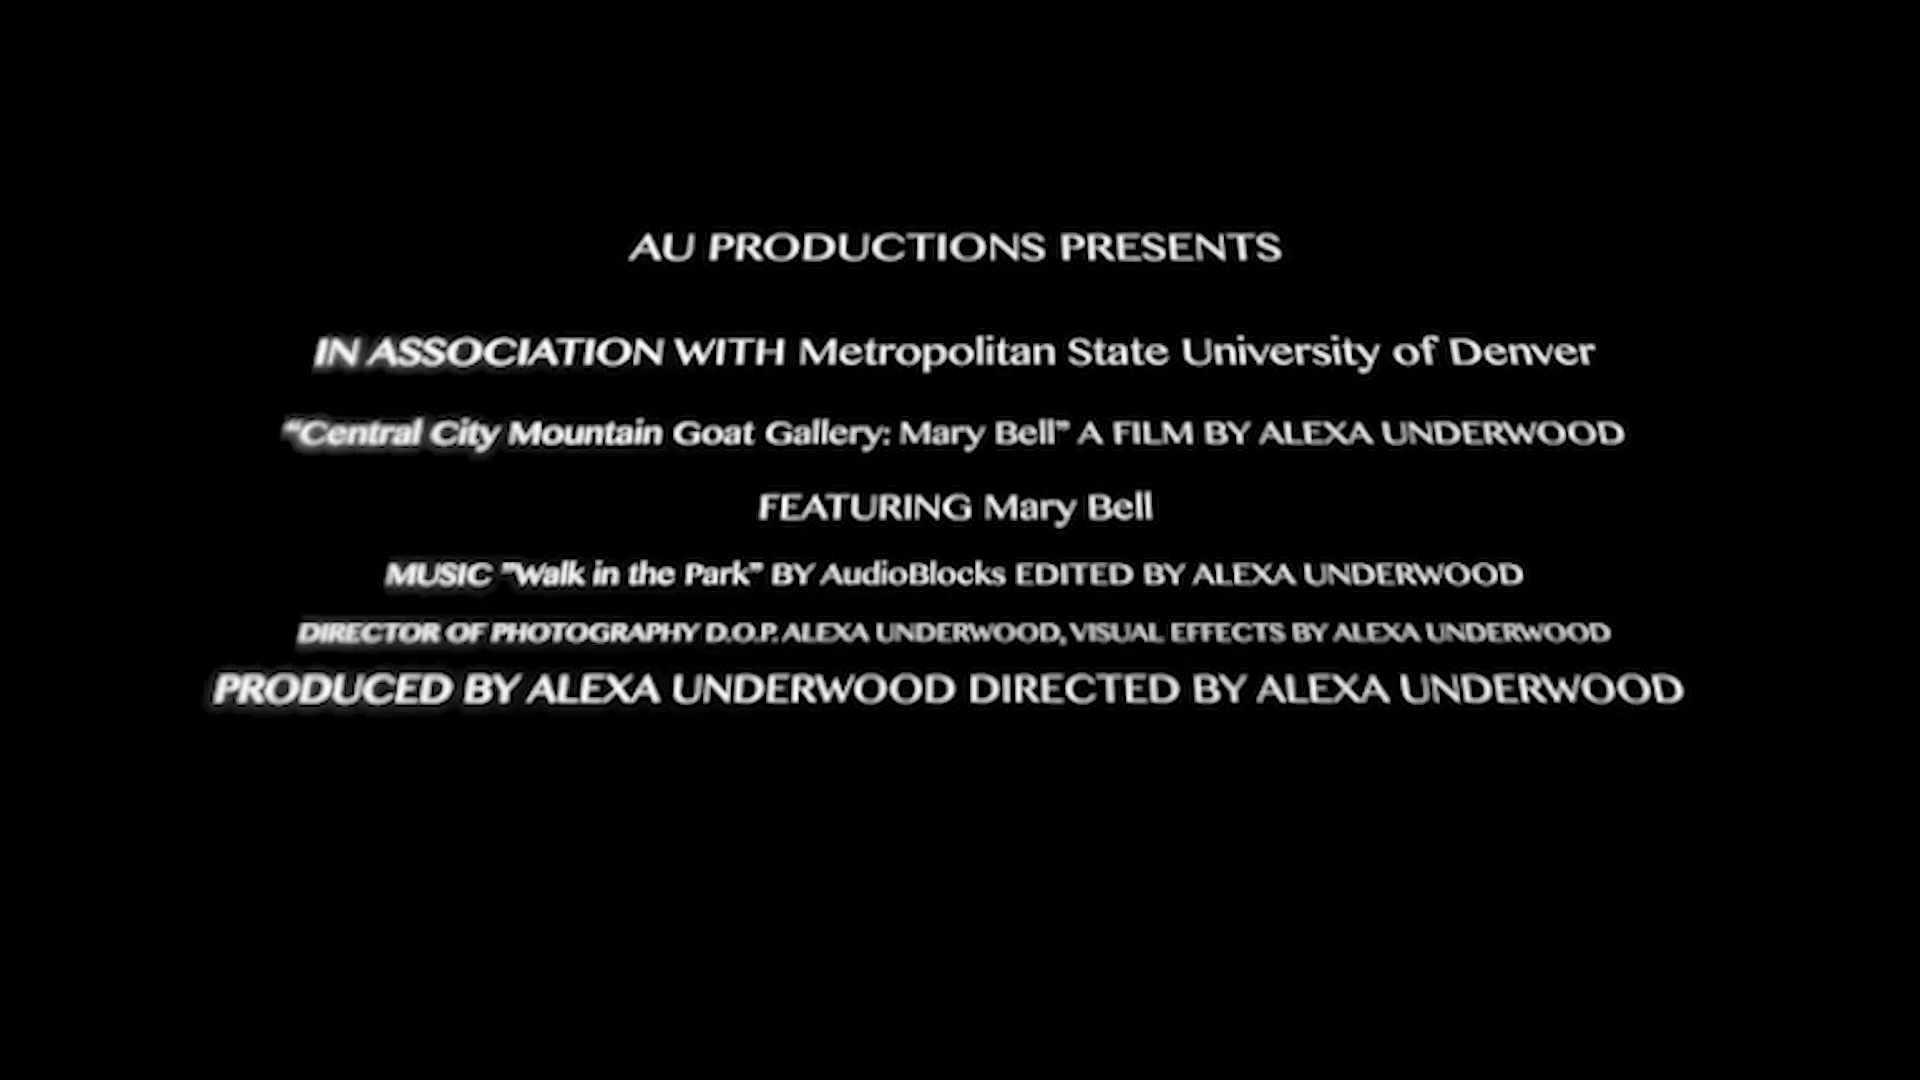 AU PRODUCTIONS PRESENTS
IN ASSOCIATION WITH Metropolitan State University of Denver
“Central City Mountain Goat Gallery: Mary Bell” A FILM BY ALEXA UNDERWOOD
FEATURING Mary Bell
MUSIC ”Walk in the Park” BY AudioBlocks EDITED BY ALEXA UNDERWOOD
DIRECTOR OF PHOTOGRAPHY D.O.P. ALEXA UNDERWOOD, VISUAL EFFECTS BY ALEXA UNDERWOOD
PRODUCED BY ALEXA UNDERWOOD DIRECTED BY ALEXA UNDERWOOD